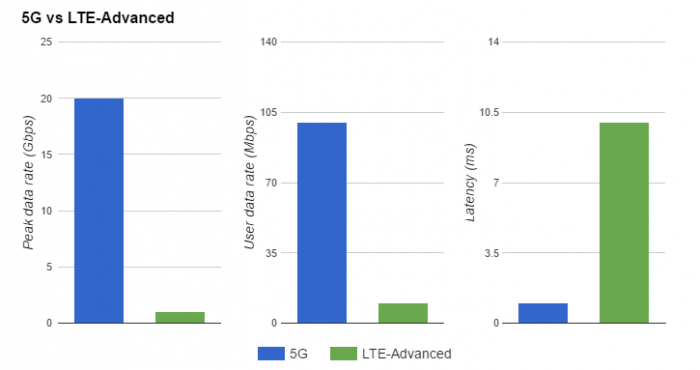 5G vs LTE-Advanced
Peak data rate (Gbps)
25
20
15
10
5
0
User data rate (Mbps)
140
105
70
35
0
Latency (ms)
14
10.5
7
3.5
0
5G
LTE-Advanced